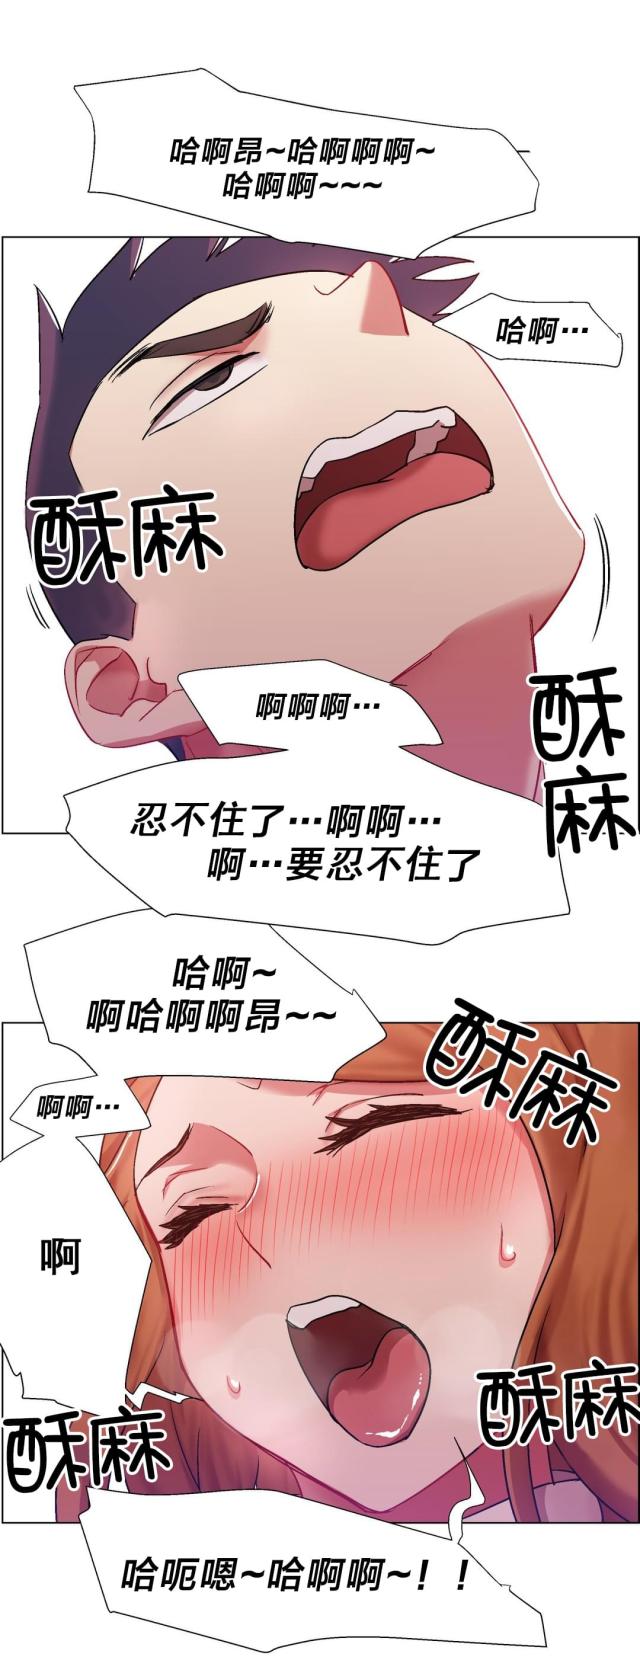 哈啊昂~哈啊啊啊~
哈啊啊~~~
哈啊…
酥麻
啊啊啊…
酥
麻
忍不住了…啊啊…
啊…要忍不住了
哈啊~
啊哈啊啊昂~~
酥麻
啊啊…
啊
酥麻
酥麻
哈呃嗯~哈啊啊~！！